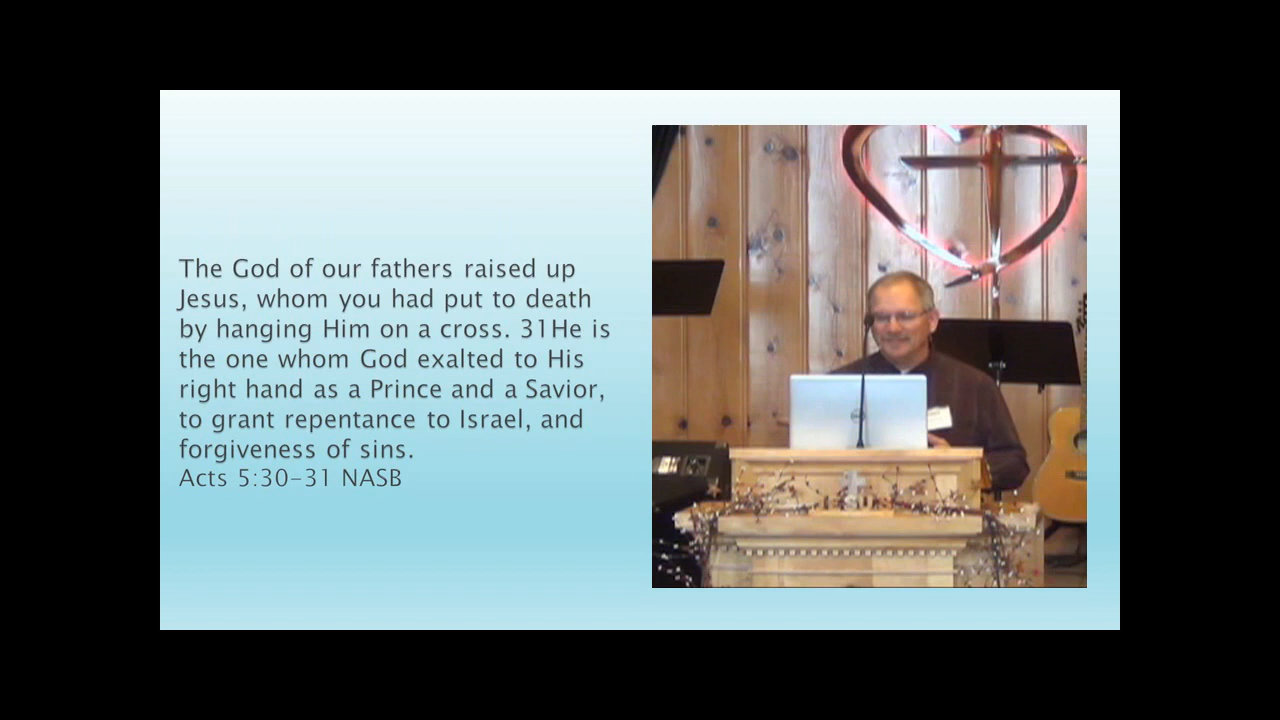 The God of our fathers raised up
Jesus, whom you had put to death
by hanging Him on a cross. 31He is
the one whom God exalted to His
right hand as a Prince and a Savior,
to grant repentance to Israel, and
forgiveness of sins.
Acts 5:30-31 NASB